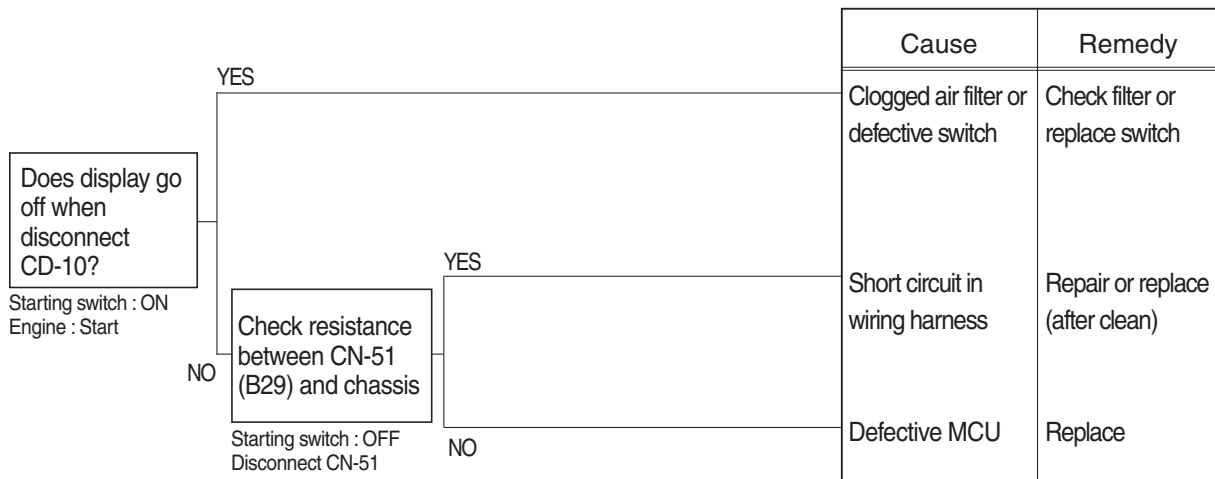 Cause Remedy
YES
Clogged air filter or Check filter or
defective switch replace switch
Does display go
off when
disconnect
CD-10?
Starting switch : ON
Engine : Start
YES
Short circuit in Repair or replace
wiring harness (after clean)
NO
Check resistance
between CN-51
(B29) and chassis
Starting switch : OFF
Disconnect CN-51
NO
Defective MCU Replace